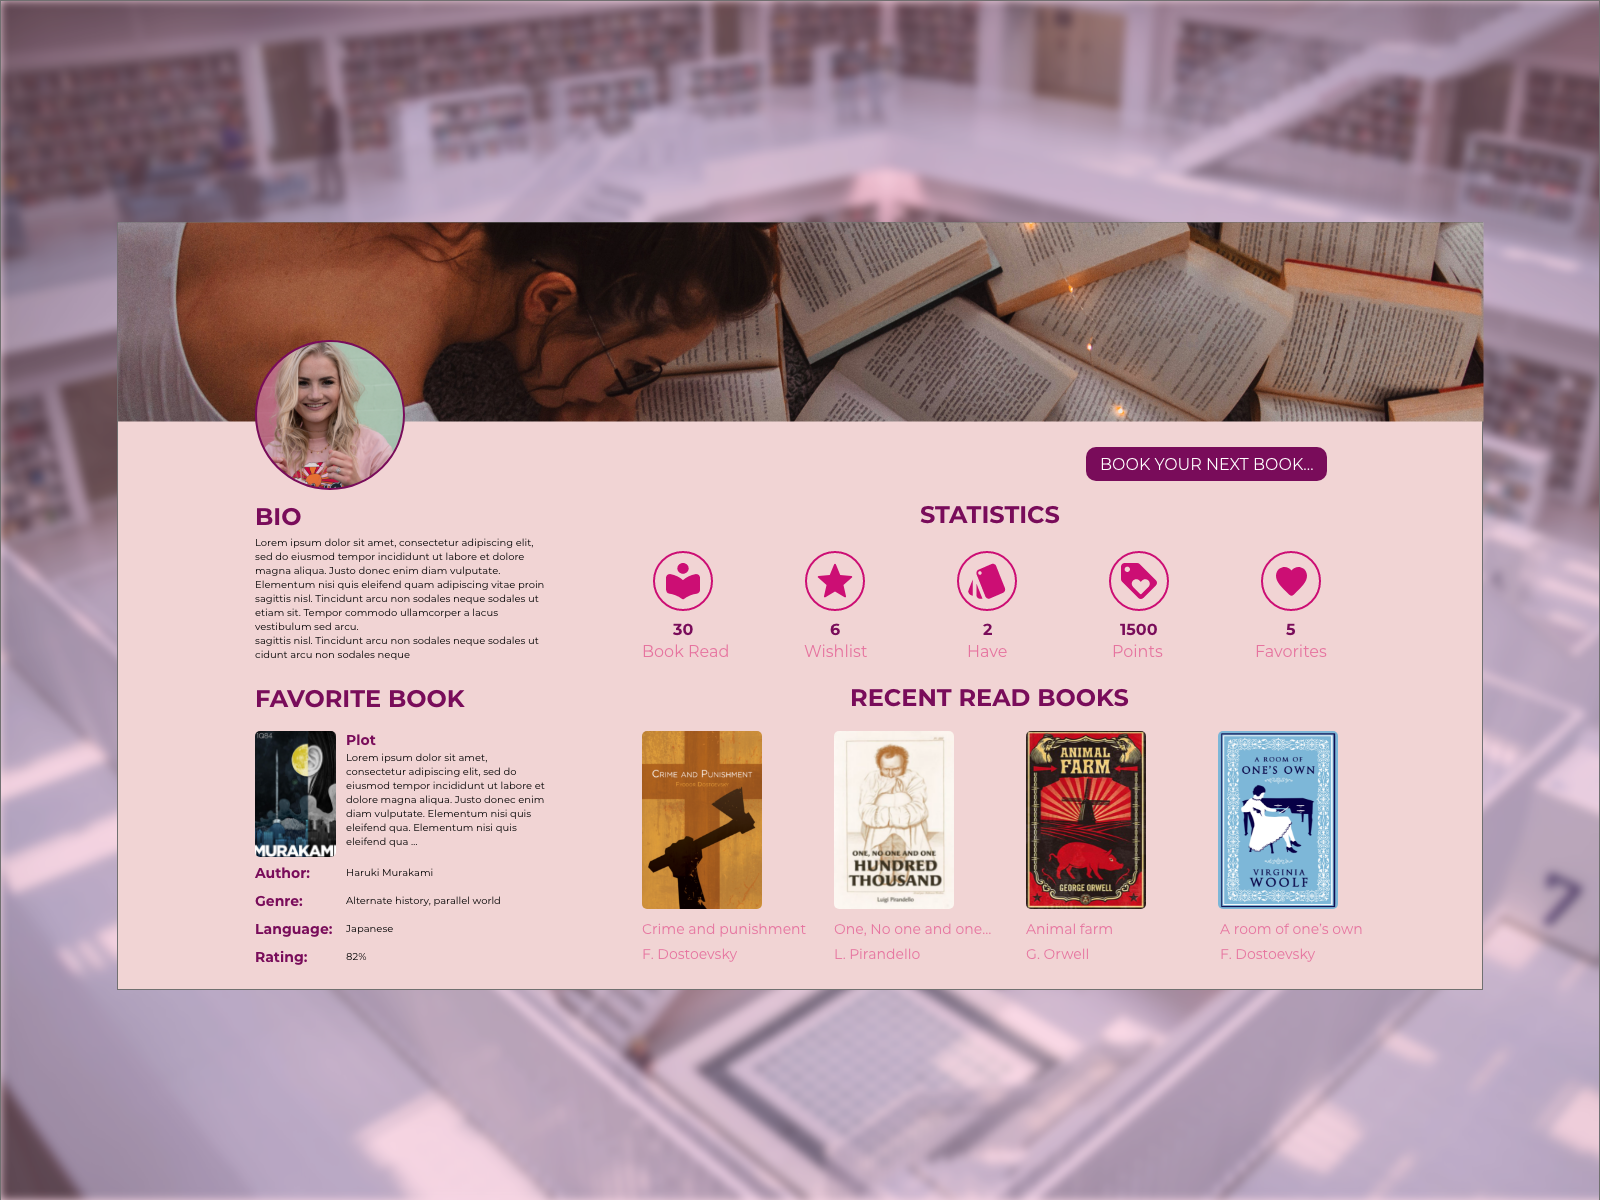 BOOK YOUR NEXT BOOK...
BIO
Lorem ipsum dolor sit amet, consectetur adipiscing elit,
sed do eiusmod tempor incididunt ut labore et dolore
magna aliqua. Justo donec enim diam vulputate.
Elementum nisi quis eleifend quam adipiscing vitae proin
sagittis nisl. Tincidunt arcu non sodales neque sodales ut
etiam sit. Tempor commodo ullamcorper a lacus
vestibulum sed arcu.
sagittis nisl. Tincidunt arcu non sodales neque sodales ut
cidunt arcu non sodales neque
STATISTICS
30
Book Read
6
Wishlist
2
Have
1500
Points
5
Favorites
FAVORITE BOOK
1Q84
MURAKAMI
Plot
Lorem ipsum dolor sit amet,
consectetur adipiscing elit, sed do
eiusmod tempor incididunt ut labore et
dolore magna aliqua. Justo donec enim
diam vulputate. Elementum nisi quis
eleifend qua. Elementum nisi quis
eleifend qua ...
Author: Haruki Murakami
Genre: Alternate history, parallel world
Language: Japanese
Rating: 82%
RECENT READ BOOKS
CRIME AND PUNISHMENT
FYODOR DOSTOEVSKY
Crime and punishment
F. Dostoevsky
ONE, NO ONE AND ONE
HUNDRED
THOUSAND
Luigi Pirandello
One, No one and one...
L. Pirandello
ANIMAL
FARM
GEORGE ORWELL
Animal farm
G. Orwell
A ROOM OF
ONE'S OWN
VIRGINIA
WOOLF
A room of one's own
F. Dostoevsky
7